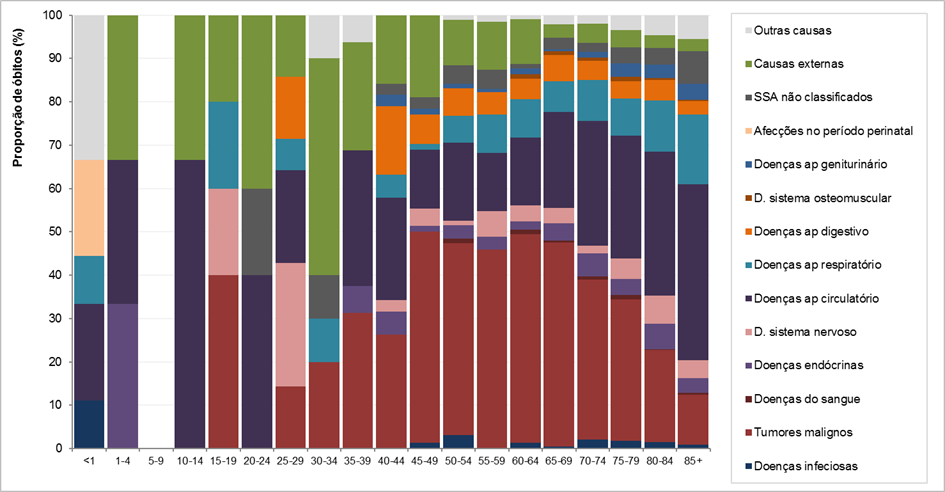 Proporção de óbitos (%)
100
90
80
70
60
50
40
30
20
10
0
<1 1-4 5-9 10-14 15-19 20-24 25-29 30-34 35-39 40-44 45-49 50-54 55-59 60-64 65-69 70-74 75-79 80-84 85+
Outras causas
Causas externas
SSA não classificados
Afecções no período perinatal
Doenças ap geniturinário
D. sistema osteomuscular
Doenças ap digestivo
Doenças ap respiratório
Doenças ap circulatório
D. sistema nervoso
Doenças endócrinas
Doenças do sangue
Tumores malignos
Doenças infeciosas